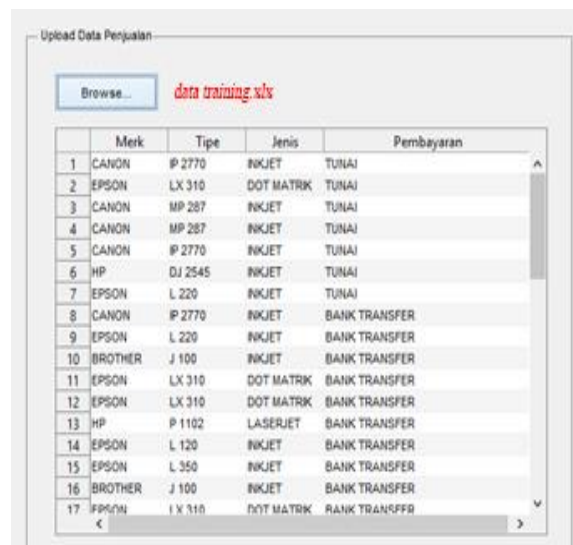 Upload Data Penjualan
Browse... data training.xlx
Merk Tipe Jenis Pembayaran
1 CANON IP 2770 INKJET TUNAI
2 EPSON LX 310 DOT MATRIK TUNAI
3 CANON MP 287 INKJET TUNAI
4 CANON MP 287 INKJET TUNAI
5 CANON IP 2770 INKJET TUNAI
6 HP DJ 2545 INKJET TUNAI
7 EPSON L 220 INKJET TUNAI
8 CANON IP 2770 INKJET BANK TRANSFER
9 EPSON L 220 INKJET BANK TRANSFER
10 BROTHER J 100 INKJET BANK TRANSFER
11 EPSON LX 310 DOT MATRIK BANK TRANSFER
12 EPSON LX 310 DOT MATRIK BANK TRANSFER
13 HP P 1102 LASERJET BANK TRANSFER
14 EPSON L 120 INKJET BANK TRANSFER
15 EPSON L 350 INKJET BANK TRANSFER
16 BROTHER J 100 INKJET BANK TRANSFER
17 EPSON LX 310 DOT MATRIK BANK TRANSFER